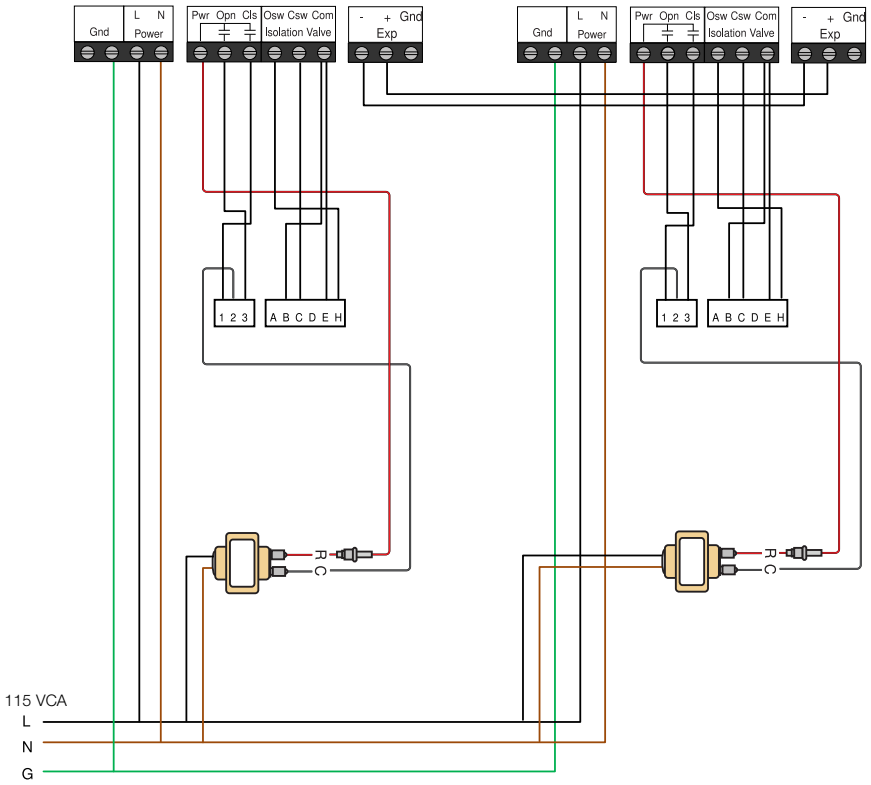 L N
Gnd Power
Pwr Opn Cls Osw Csw Com
Isolation Valve
- + Gnd
Exp
L N
Gnd Power
Pwr Opn Cls Osw Csw Com
Isolation Valve
- + Gnd
Exp
1 2 3
A B C D E H
1 2 3
A B C D E H
R
C
R
C
115 VCA
L
N
G